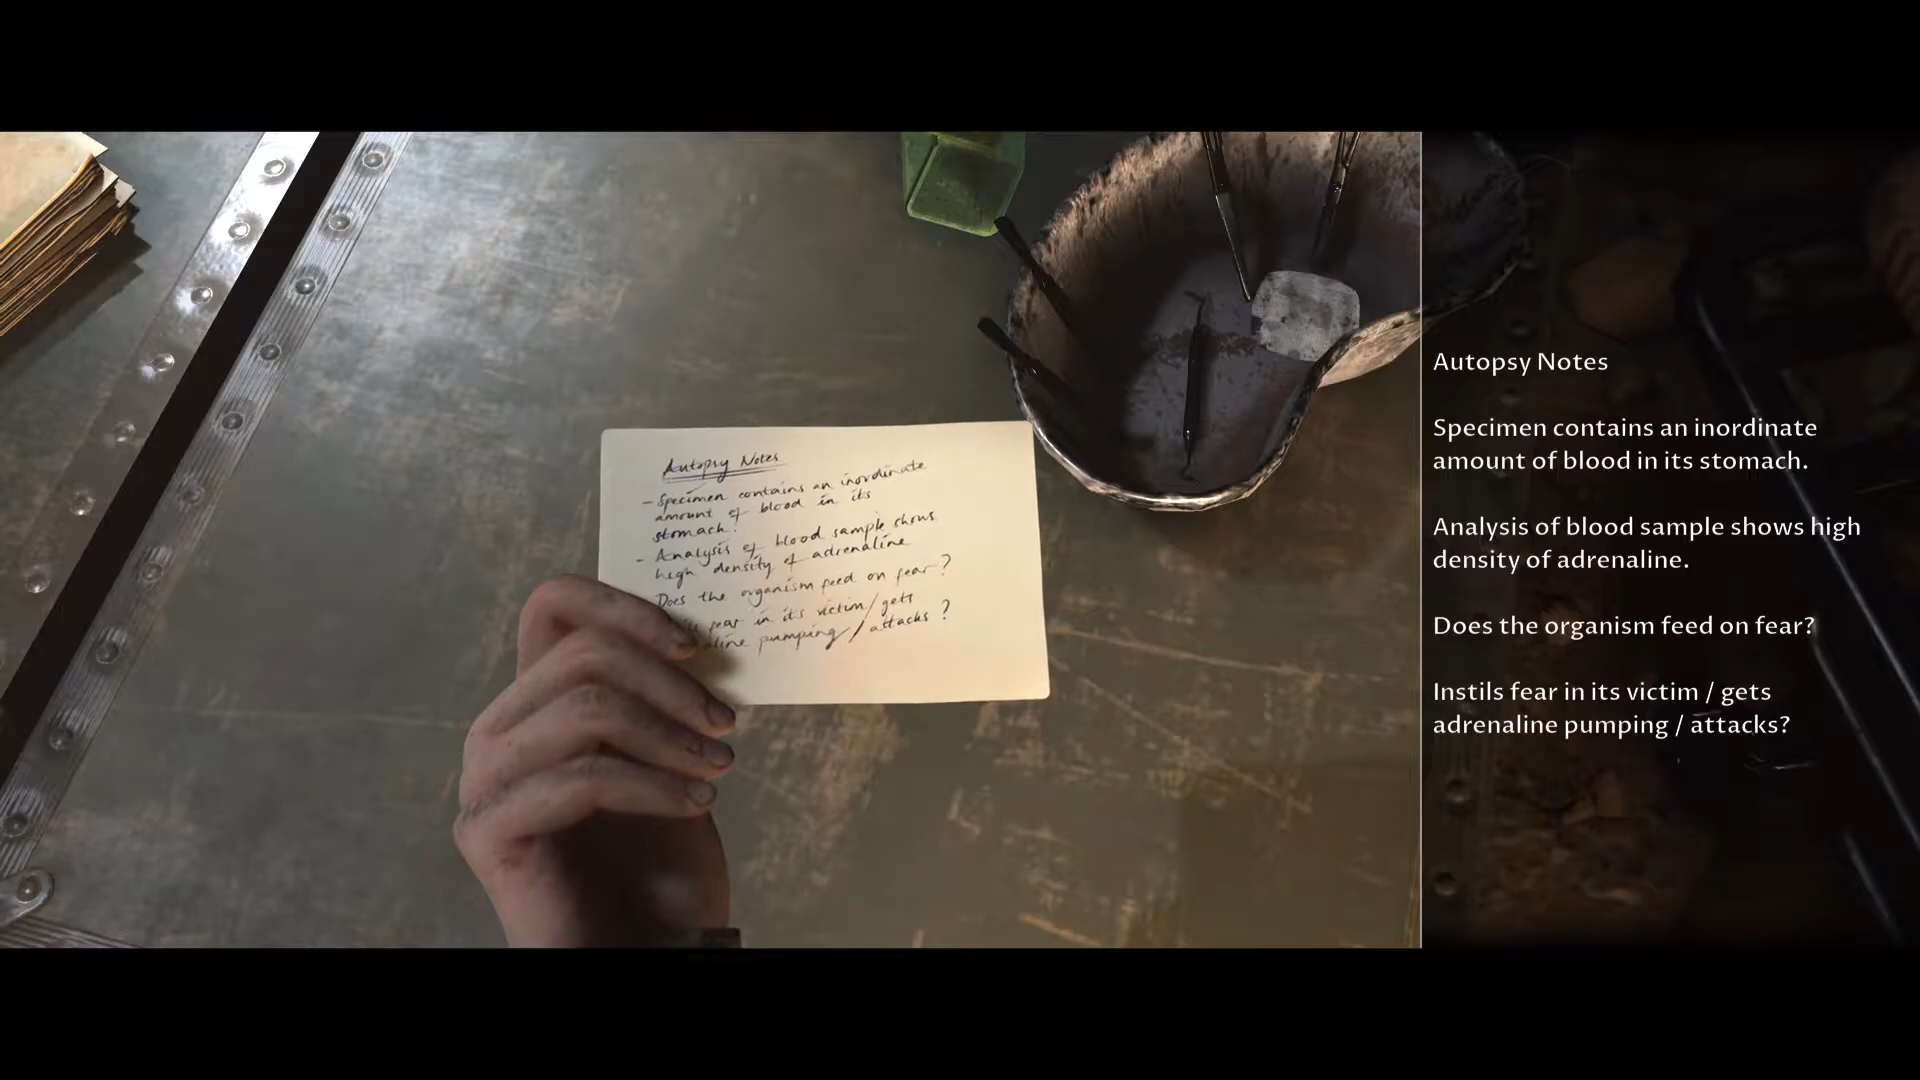 Autopsy Notes
- Specimen contains an inordinate
amount of blood in its
stomach.
- Analysis of blood sample shows
high density of adrenaline
Does the organism feed on fear?
fear in its victim/gets
pumping/attacks?
Autopsy Notes
Specimen contains an inordinate
amount of blood in its stomach.
Analysis of blood sample shows high
density of adrenaline.
Does the organism feed on fear?
Instils fear in its victim / gets
adrenaline pumping / attacks?